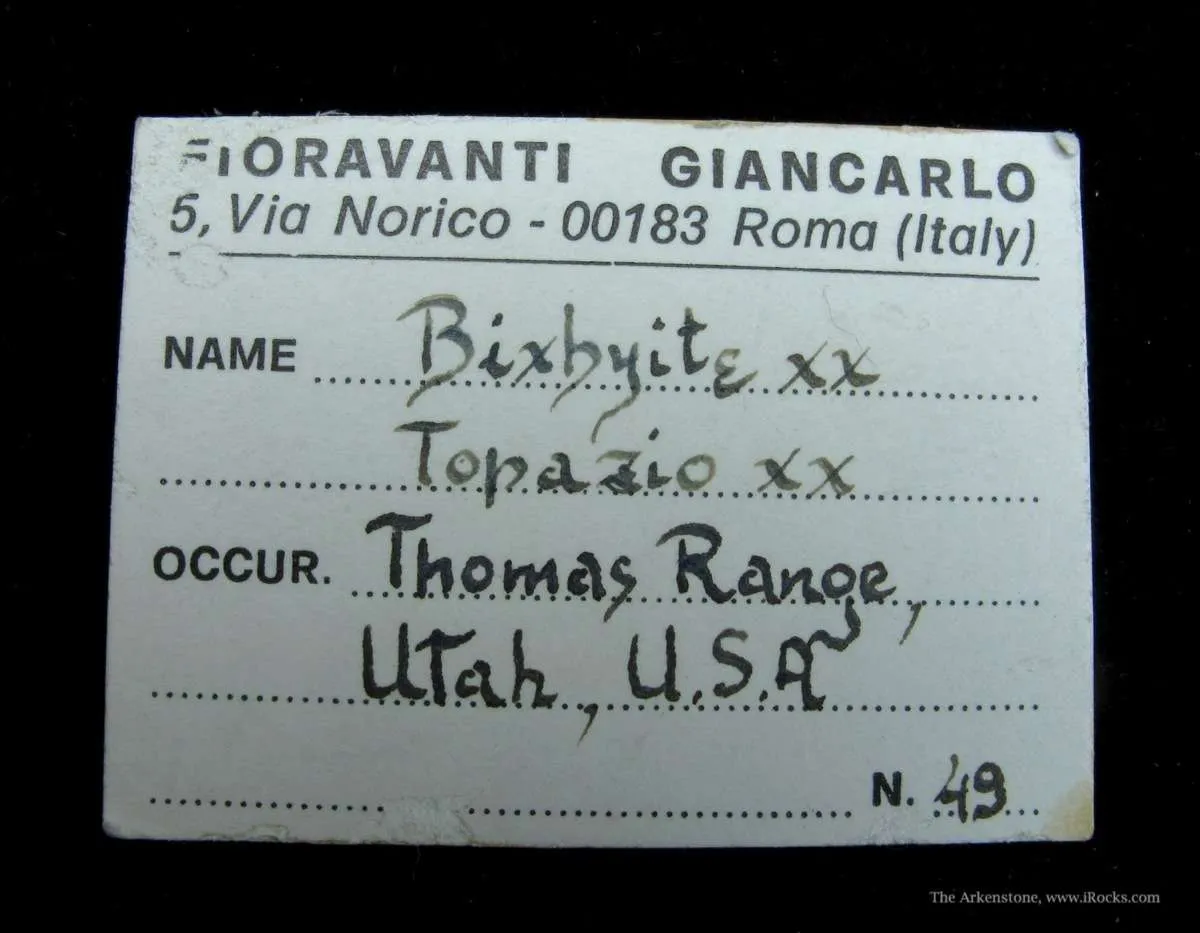 FIORAVANTI GIANCARLO
5, Via Norico - 00183 Roma (Italy)
NAME Bixbyite xx
Topazio xx
OCCUR. Thomas Range,
Utah, U.S.A
N. 49
The Arkenstone, www.iRocks.com